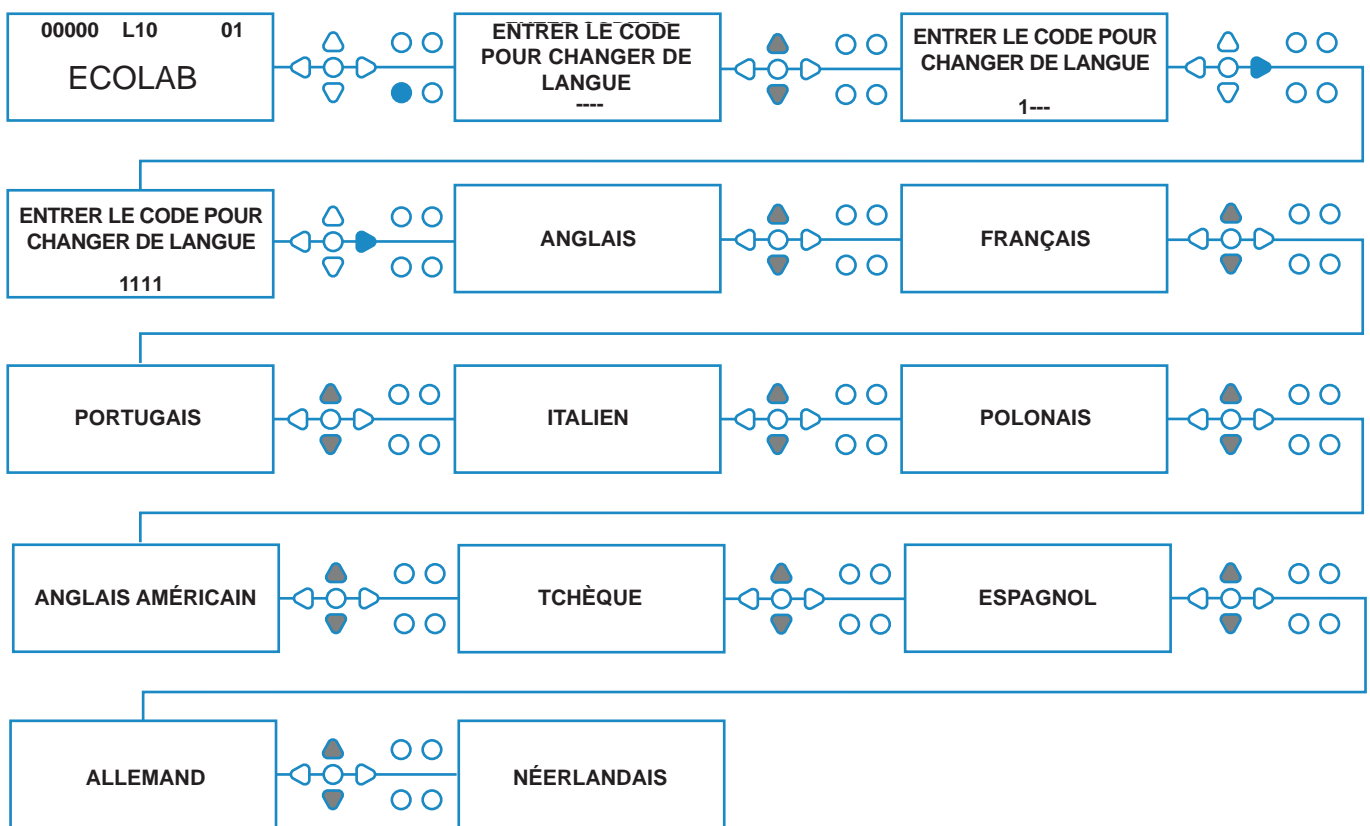 00000 L10 01
ECOLAB
ENTRER LE CODE
POUR CHANGER DE
LANGUE
----
ENTRER LE CODE POUR
CHANGER DE LANGUE
1---
ENTRER LE CODE POUR
CHANGER DE LANGUE
1111
ANGLAIS
FRANÇAIS
PORTUGAIS
ITALIEN
POLONAIS
ANGLAIS AMÉRICAIN
TCHÈQUE
ESPAGNOL
ALLEMAND
NÉERLANDAIS